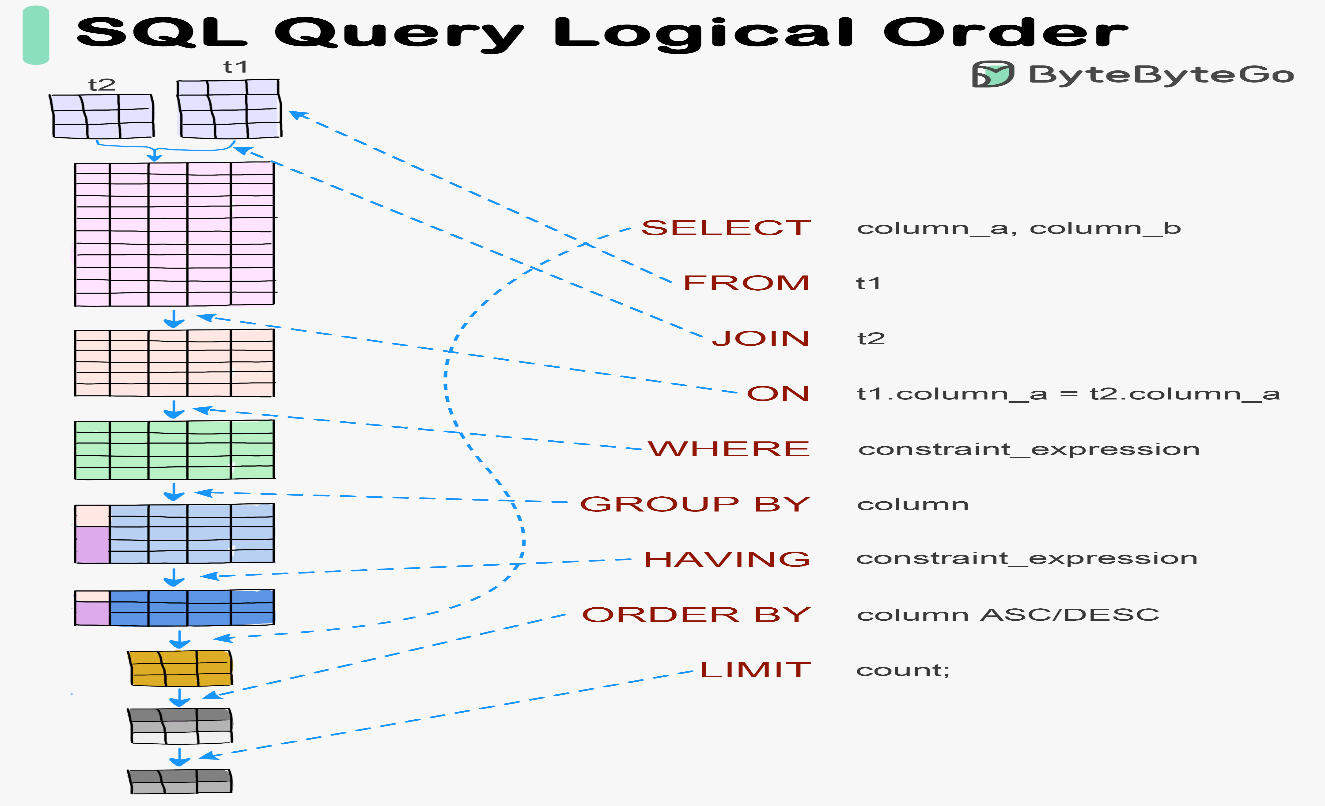 SQL Query Logical Order
ByteByteGo
t2
t1
SELECT column_a, column_b
FROM t1
JOIN t2
ON t1.column_a = t2.column_a
WHERE constraint_expression
GROUP BY column
HAVING constraint_expression
ORDER BY column ASC/DESC
LIMIT count;